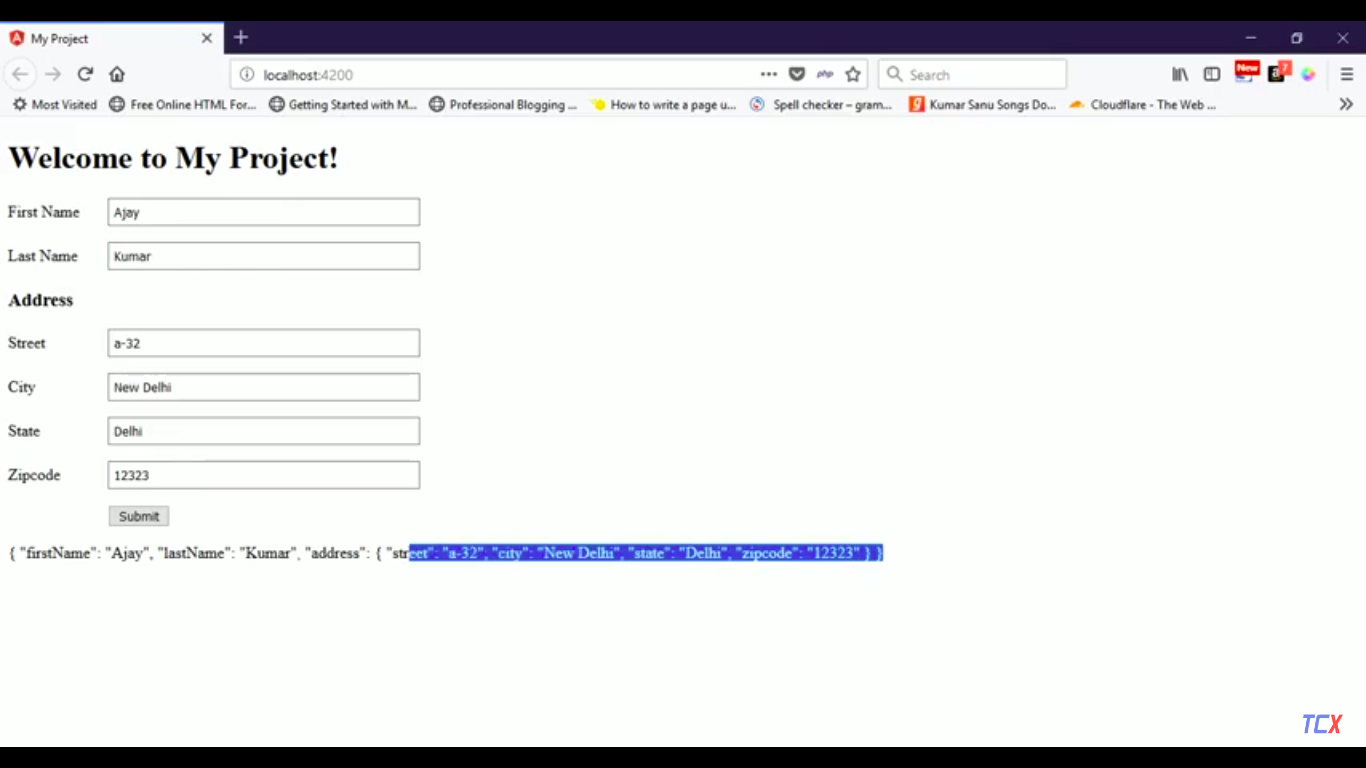 My Project
localhost:4200
php
Search
New
a
7
Most Visited
Free Online HTML For...
Getting Started with M...
Professional Blogging ...
How to write a page u...
Spell checker – gram...
Kumar Sanu Songs Do...
Cloudflare - The Web ...
Welcome to My Project!
First Name
Ajay
Last Name
Kumar
Address
Street
a-32
City
New Delhi
State
Delhi
Zipcode
12323
Submit
{ "firstName": "Ajay", "lastName": "Kumar", "address": { "street": "a-32", "city": "New Delhi", "state": "Delhi", "zipcode": "12323" } }
TCX